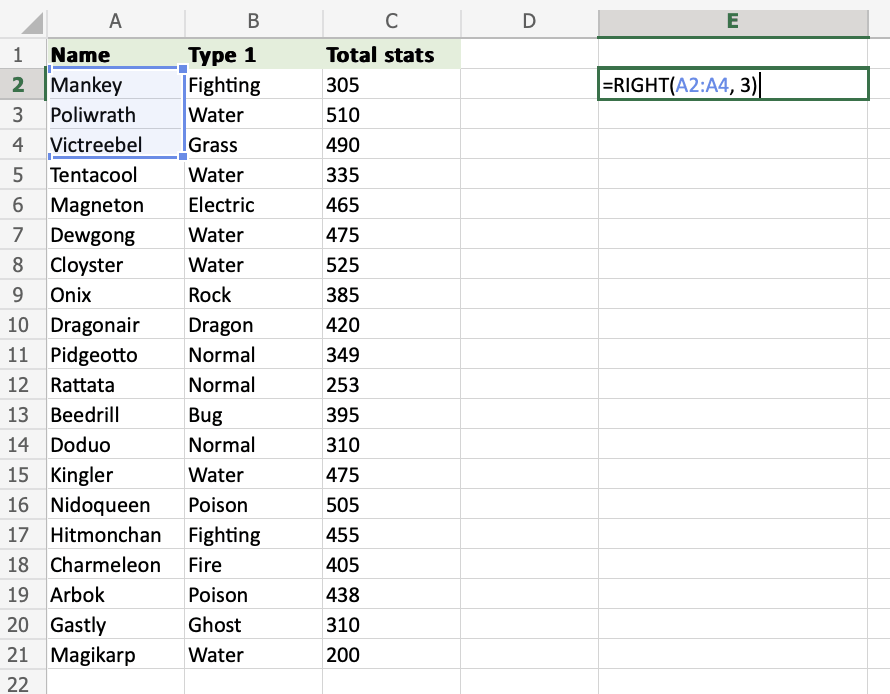 A B C D E
1 Name Type 1 Total stats
2 Mankey Fighting 305 =RIGHT(A2:A4, 3)
3 Poliwrath Water 510
4 Victreebel Grass 490
5 Tentacool Water 335
6 Magneton Electric 465
7 Dewgong Water 475
8 Cloyster Water 525
9 Onix Rock 385
10 Dragonair Dragon 420
11 Pidgeotto Normal 349
12 Rattata Normal 253
13 Beedrill Bug 395
14 Doduo Normal 310
15 Kingler Water 475
16 Nidoqueen Poison 505
17 Hitmonchan Fighting 455
18 Charmeleon Fire 405
19 Arbok Poison 438
20 Gastly Ghost 310
21 Magikarp Water 200
22